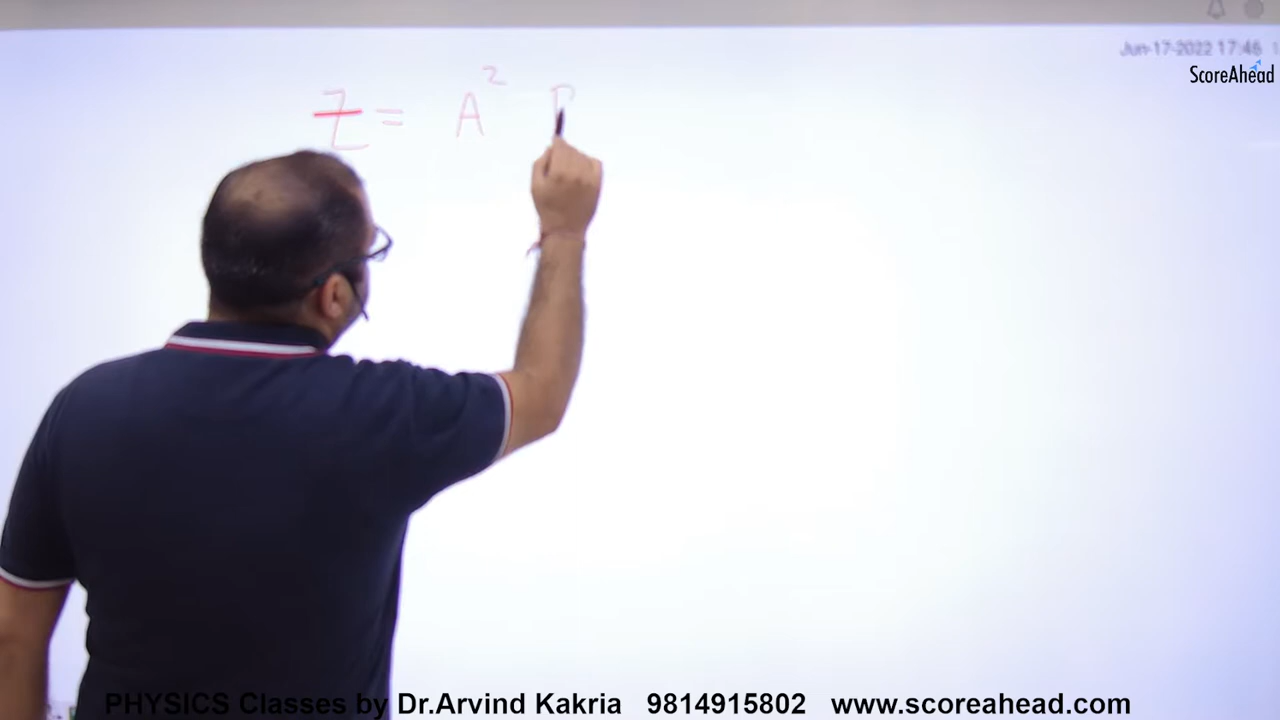 Jun-17-2022 17:46
ScoreAhead
Z = A²
PHYSICS Classes by Dr.Arvind Kakria 9814915802 www.scoreahead.com